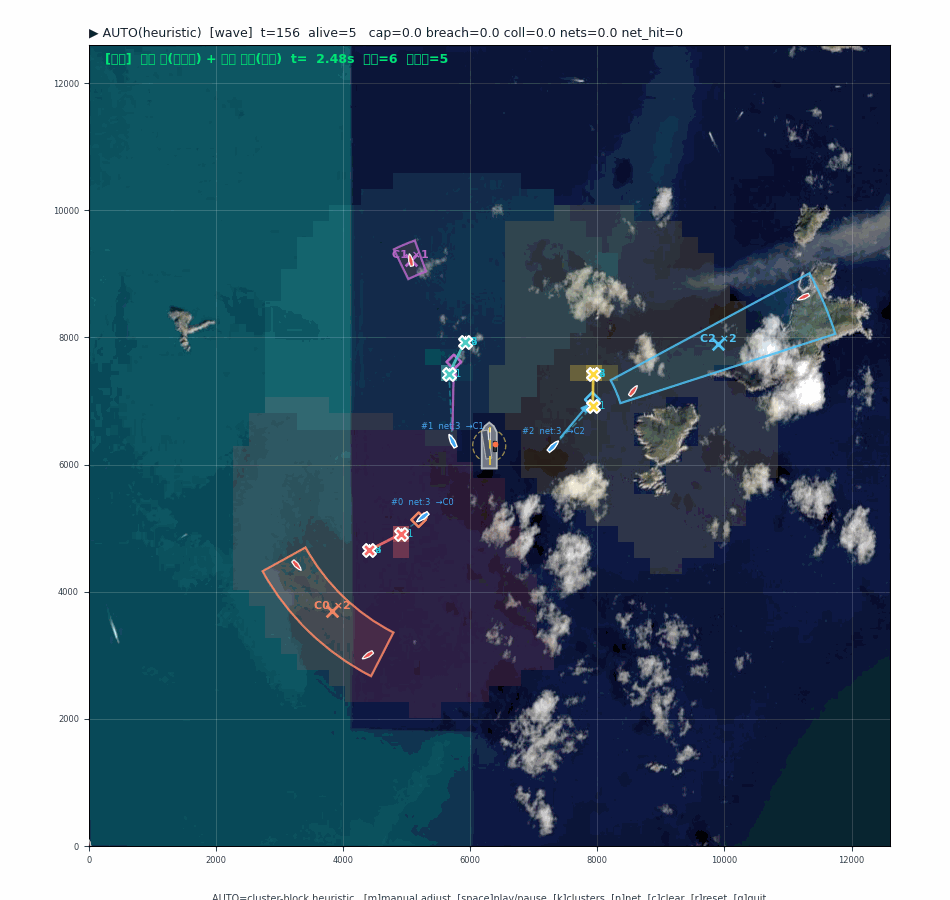 ▶ AUTO(heuristic)  [wave]  t=156  alive=5   cap=0.0 breach=0.0 coll=0.0 nets=0.0 net_hit=0
t=  2.48s
=6
=5
12000
10000
8000
6000
4000
2000
0
C1 ×1
C2 ×2
#1 net:3 →C1
#2 net:3 →C2
#0 net:3 →C0
C0 ×2
0
2000
4000
6000
8000
10000
12000
AUTO=cluster-block heuristic   [m]manual adjust  [space]play/pause  [k]clusters  [n]net  [c]clear  [r]reset  [q]quit